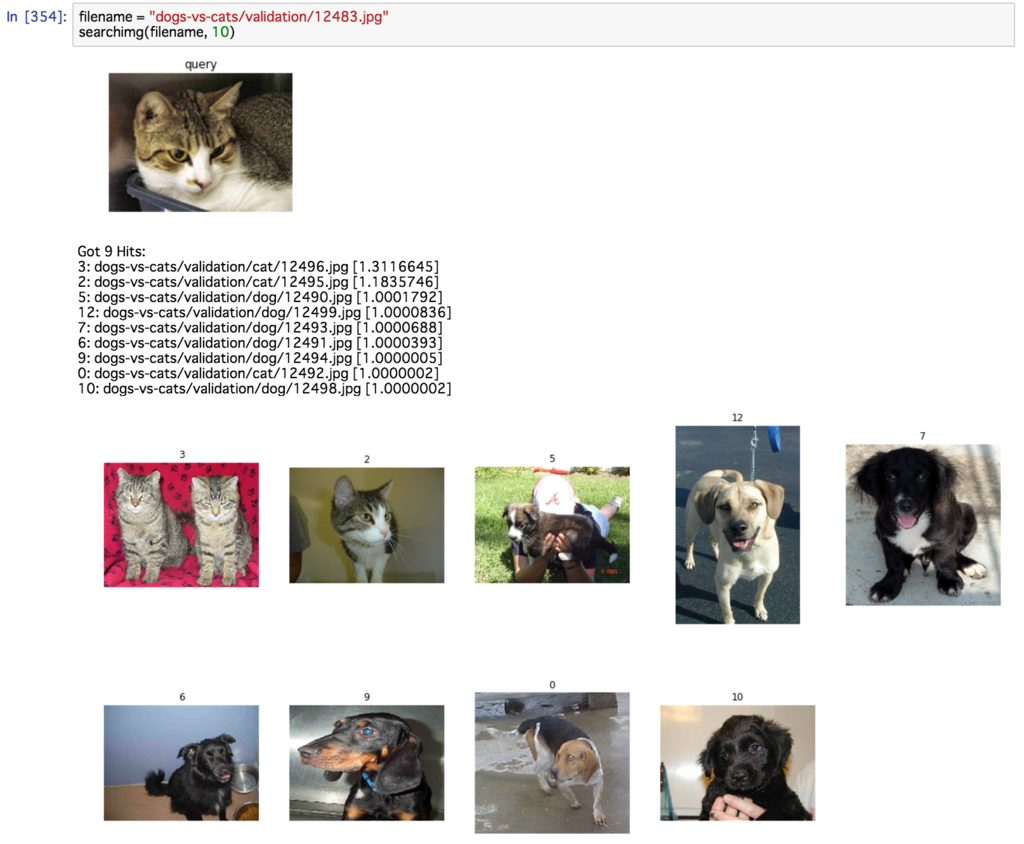 In [354]:
filename = "dogs-vs-cats/validation/12483.jpg"
searchimg(filename, 10)
query
Got 9 Hits:
3: dogs-vs-cats/validation/cat/12496.jpg [1.3116645]
2: dogs-vs-cats/validation/cat/12495.jpg [1.1835746]
5: dogs-vs-cats/validation/dog/12490.jpg [1.0001792]
12: dogs-vs-cats/validation/dog/12499.jpg [1.0000836]
7: dogs-vs-cats/validation/dog/12493.jpg [1.0000688]
6: dogs-vs-cats/validation/dog/12491.jpg [1.0000393]
9: dogs-vs-cats/validation/dog/12494.jpg [1.0000005]
0: dogs-vs-cats/validation/cat/12492.jpg [1.0000002]
10: dogs-vs-cats/validation/dog/12498.jpg [1.0000002]
3
2
5
12
7
6
9
0
10